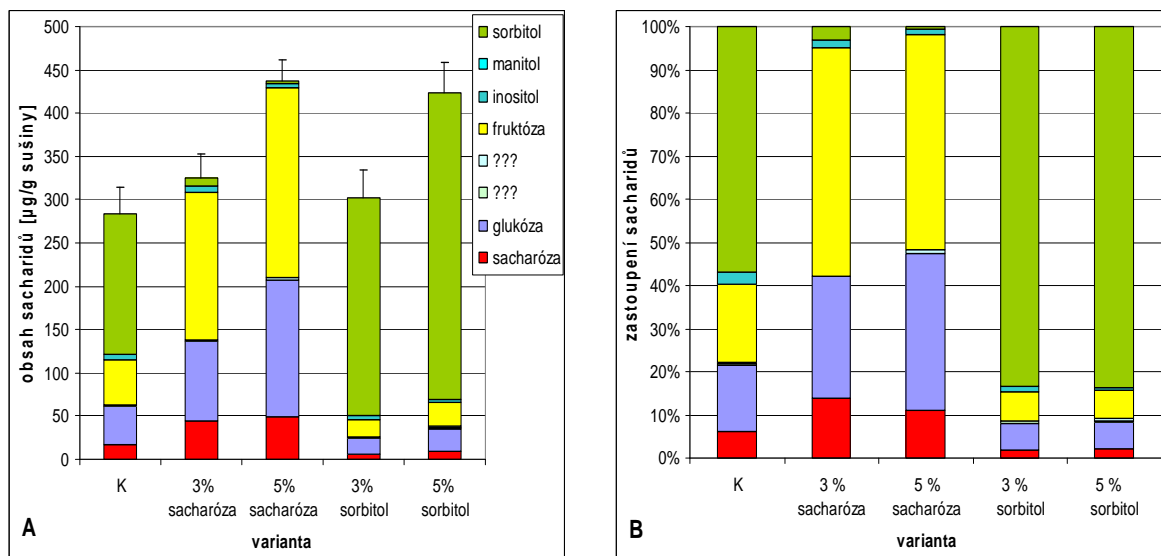 500
450
400
350
300
250
200
150
100
50
0
obsah sacharidů [µg/g sušiny]
sorbitol
manitol
inositol
fruktóza
???
???
glukóza
sacharóza
K
3% sacharóza
5% sacharóza
3% sorbitol
5% sorbitol
varianta
A
100%
90%
80%
70%
60%
50%
40%
30%
20%
10%
0%
zastoupení sacharidů
K
3 % sacharóza
5 % sacharóza
3 % sorbitol
5 % sorbitol
varianta
B